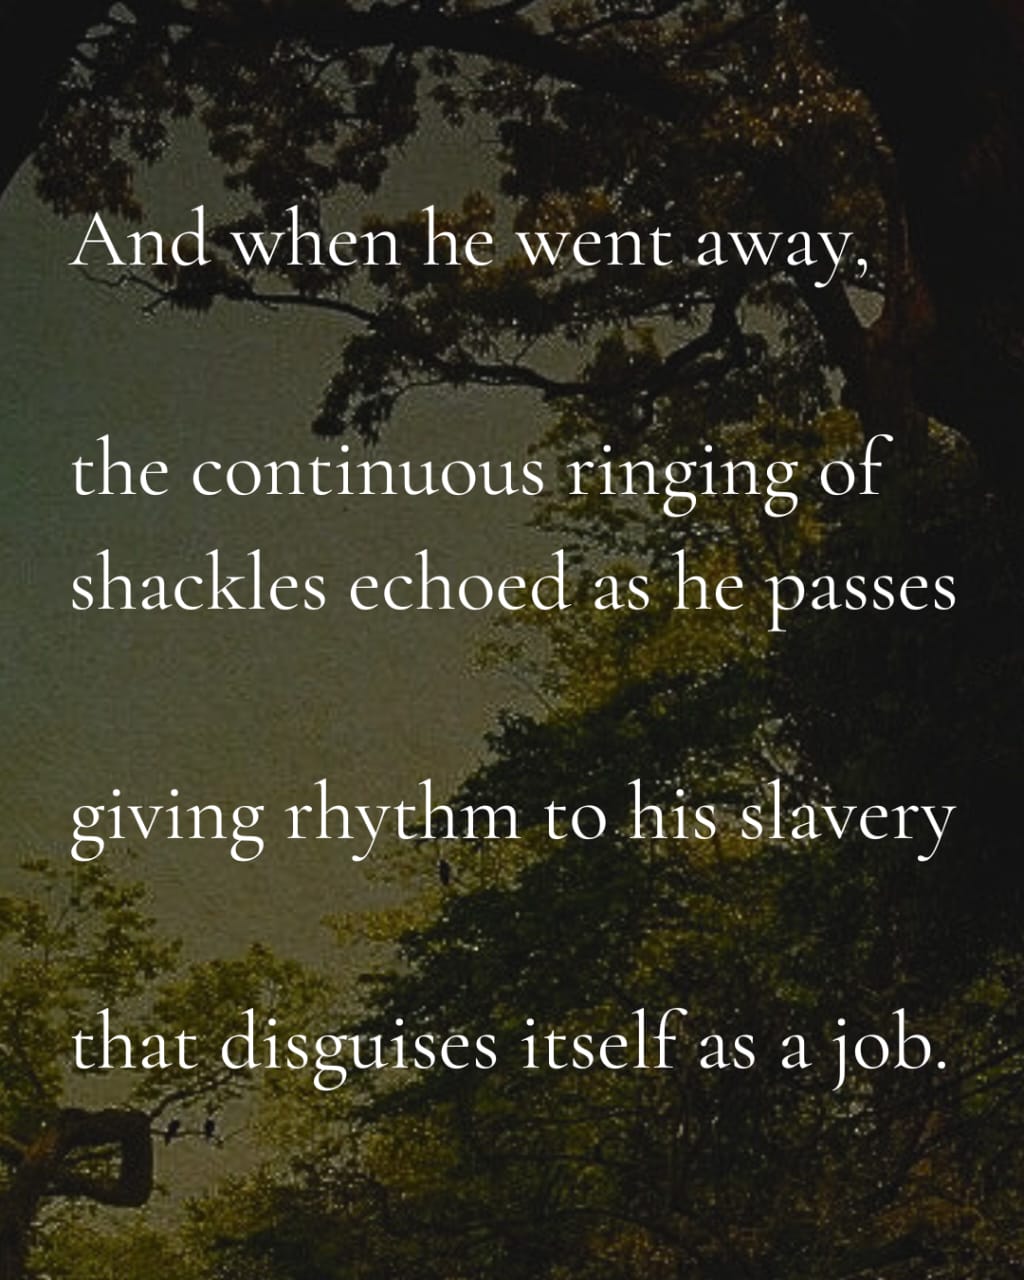 And when he went away,
the continuous ringing of
shackles echoed as he passes
giving rhythm to his slavery
that disguises itself as a job.